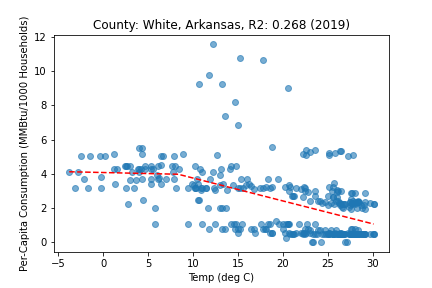 County: White, Arkansas, R2: 0.268 (2019)
Per-Capita Consumption (MMBtu/1000 Households)
12
10
8
6
4
2
0
−5 0 5 10 15 20 25 30
Temp (deg C)